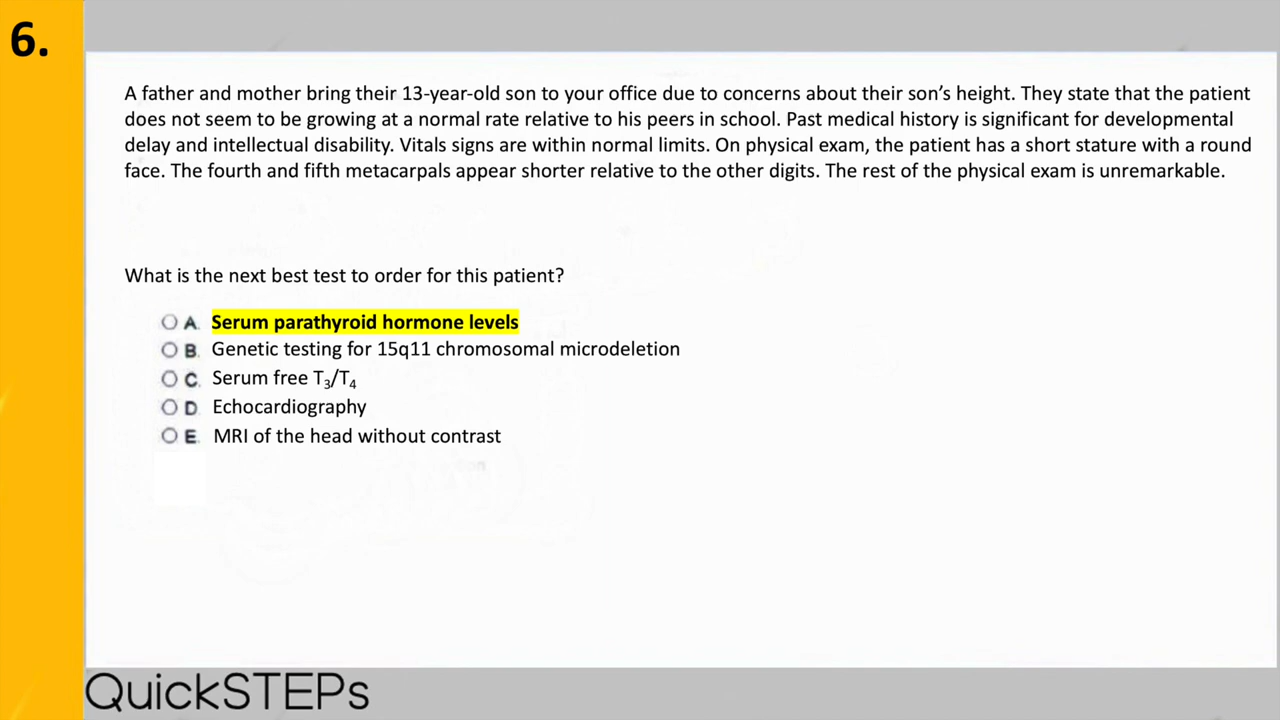 6.
A father and mother bring their 13-year-old son to your office due to concerns about their son’s height. They state that the patient
does not seem to be growing at a normal rate relative to his peers in school. Past medical history is significant for developmental
delay and intellectual disability. Vitals signs are within normal limits. On physical exam, the patient has a short stature with a round
face. The fourth and fifth metacarpals appear shorter relative to the other digits. The rest of the physical exam is unremarkable.
What is the next best test to order for this patient?
A. Serum parathyroid hormone levels
B. Genetic testing for 15q11 chromosomal microdeletion
C. Serum free T3/T4
D. Echocardiography
E. MRI of the head without contrast
QuickSTEPs